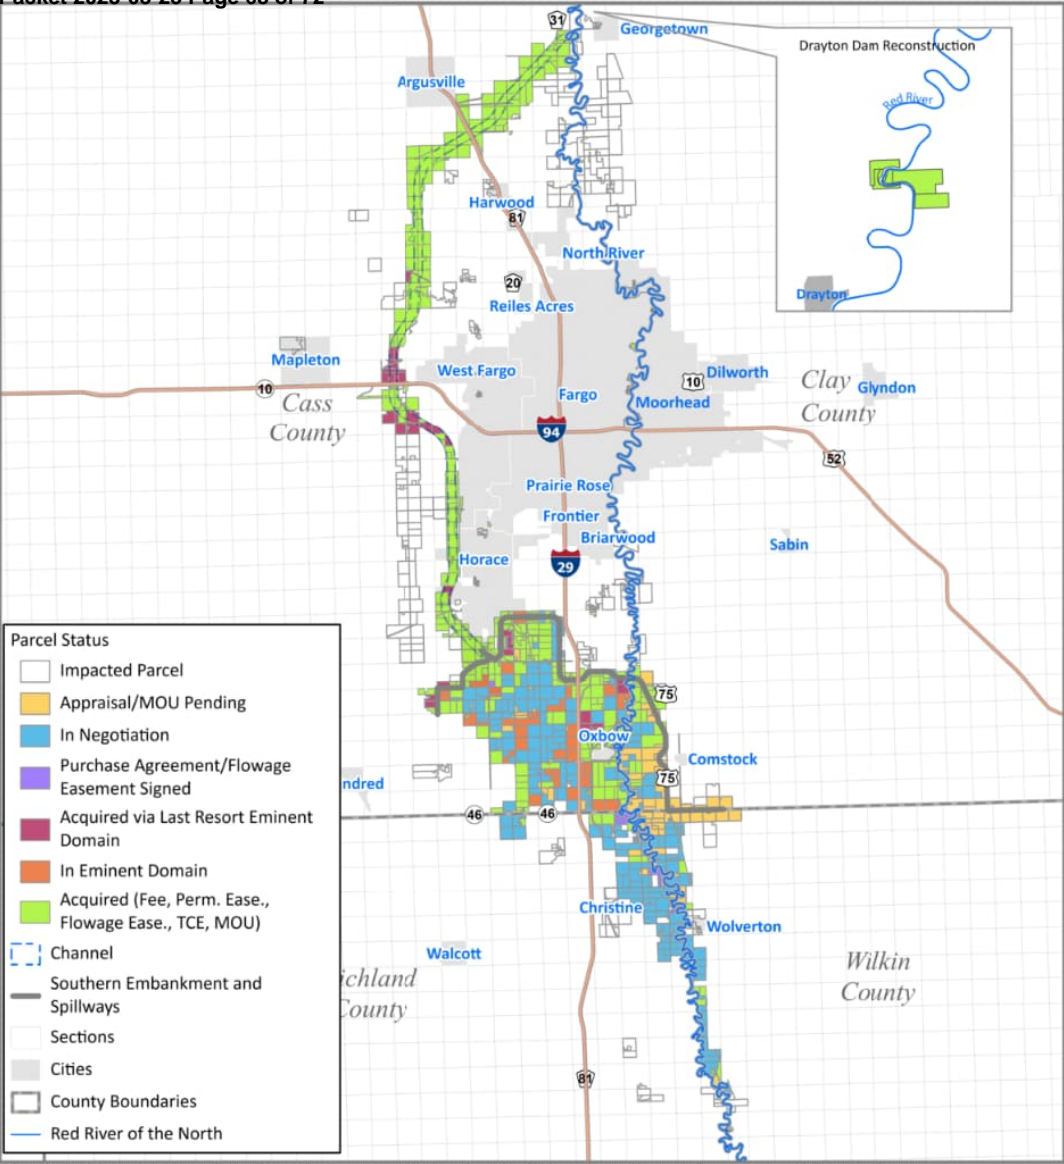 31
Georgetown
Drayton Dam Reconstruction
Argusville
Red River
Harwood
81
North River
20
Reiles Acres
Drayton
Mapleton
West Fargo
Dilworth
10
10
Clay
County
Glyndon
Cass
County
Fargo
Moorhead
94
52
Prairie Rose
Frontier
Briarwood
Sabin
Horace
29
Parcel Status
Impacted Parcel
Appraisal/MOU Pending
In Negotiation
Purchase Agreement/Flowage
Easement Signed
Acquired via Last Resort Eminent
Domain
In Eminent Domain
Acquired (Fee, Perm. Ease.,
Flowage Ease., TCE, MOU)
Channel
Southern Embankment and
Spillways
Sections
Cities
County Boundaries
Red River of the North
75
Oxbow
Comstock
75
ndred
46
46
Christine
Wolverton
Walcott
ichland
County
Wilkin
County
81